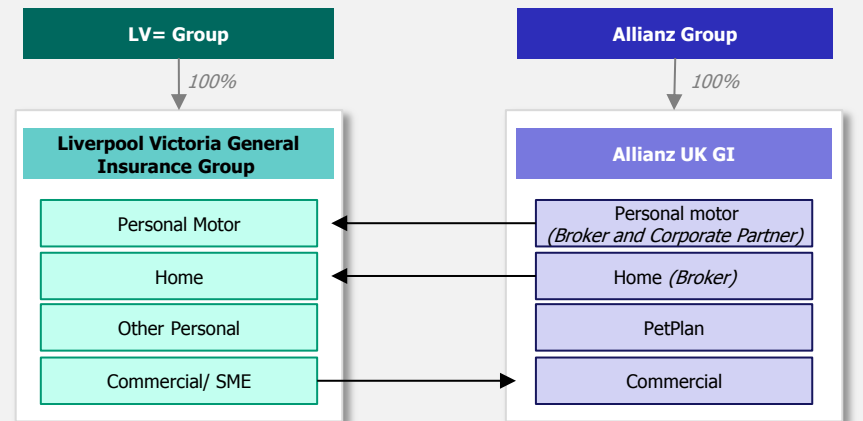 LV= Group
Allianz Group
100%
100%
Liverpool Victoria General
Insurance Group
Allianz UK GI
Personal Motor
Personal motor
(Broker and Corporate Partner)
Home
Home (Broker)
Other Personal
PetPlan
Commercial/ SME
Commercial